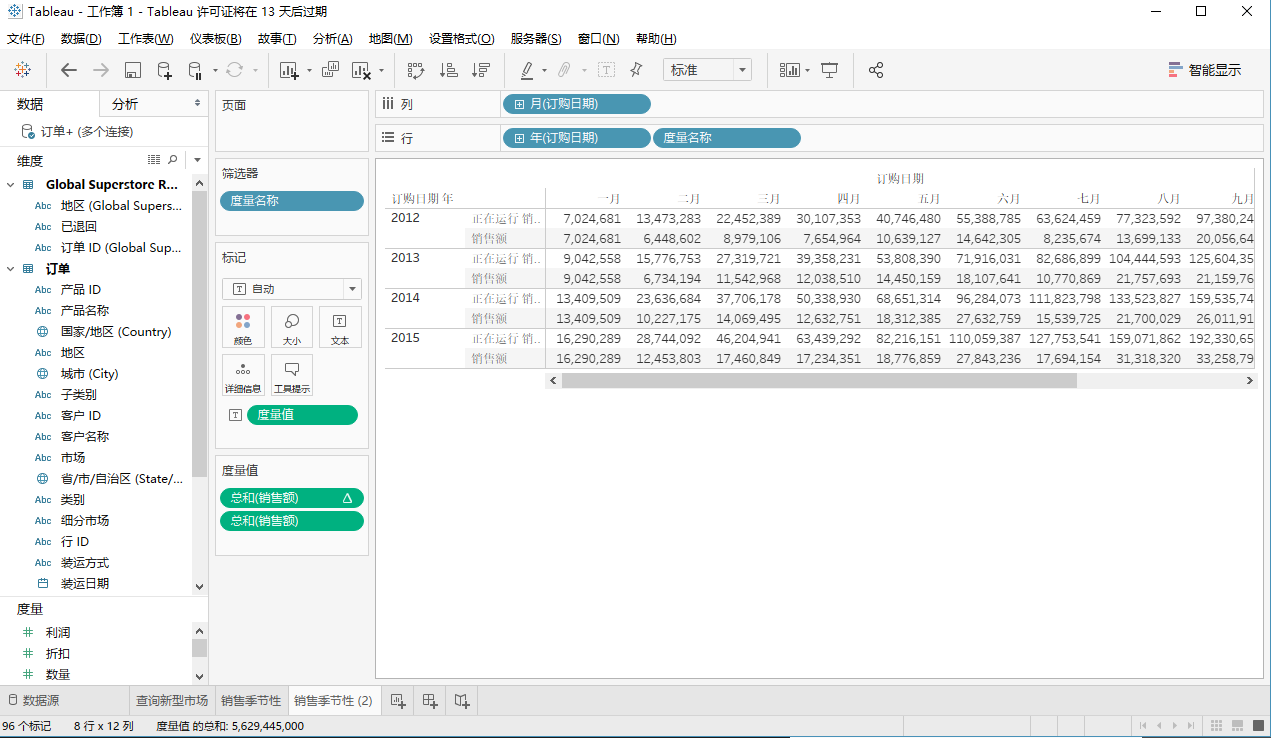 Tableau - 工作簿 1 - Tableau 许可证将在 13 天后过期
文件(F) 数据(D) 工作表(W) 仪表板(B) 故事(T) 分析(A) 地图(M) 设置格式(O) 服务器(S) 窗口(N) 帮助(H)
标准 智能显示
数据 分析
订单+ (多个连接)
维度
Global Superstore R...
Abc 地区 (Global Supers...
Abc 已退回
Abc 订单 ID (Global Sup...
订单
Abc 产品 ID
Abc 产品名称
国家/地区 (Country)
Abc 地区
城市 (City)
Abc 子类别
Abc 客户 ID
Abc 客户名称
Abc 市场
省/市/自治区 (State/...
Abc 类别
Abc 细分市场
Abc 行 ID
Abc 装运方式
装运日期
度量
利润
折扣
数量
页面
筛选器
度量名称
标记
T 自动
颜色 大小 T 文本
详细信息 工具提示
T 度量值
度量值
总和(销售额) Δ
总和(销售额)
列 月(订购日期)
行 年(订购日期) 度量名称
订购日期
订购日期 年 一月 二月 三月 四月 五月 六月 七月 八月 九月
2012 正在运行 销.. 7,024,681 13,473,283 22,452,389 30,107,353 40,746,480 55,388,785 63,624,459 77,323,592 97,380,24
销售额 7,024,681 6,448,602 8,979,106 7,654,964 10,639,127 14,642,305 8,235,674 13,699,133 20,056,64
2013 正在运行 销.. 9,042,558 15,776,753 27,319,721 39,358,231 53,808,390 71,916,031 82,686,899 104,444,593 125,604,35
销售额 9,042,558 6,734,194 11,542,968 12,038,510 14,450,159 18,107,641 10,770,869 21,757,693 21,159,76
2014 正在运行 销.. 13,409,509 23,636,684 37,706,178 50,338,930 68,651,314 96,284,073 111,823,798 133,523,827 159,535,74
销售额 13,409,509 10,227,175 14,069,495 12,632,751 18,312,385 27,632,759 15,539,725 21,700,029 26,011,91
2015 正在运行 销.. 16,290,289 28,744,092 46,204,941 63,439,292 82,216,151 110,059,387 127,753,541 159,071,862 192,330,65
销售额 16,290,289 12,453,803 17,460,849 17,234,351 18,776,859 27,843,236 17,694,154 31,318,320 33,258,79
数据源 查询新型市场 销售季节性 销售季节性 (2)
96 个标记 8 行 x 12 列 度量值 的总和: 5,629,445,000